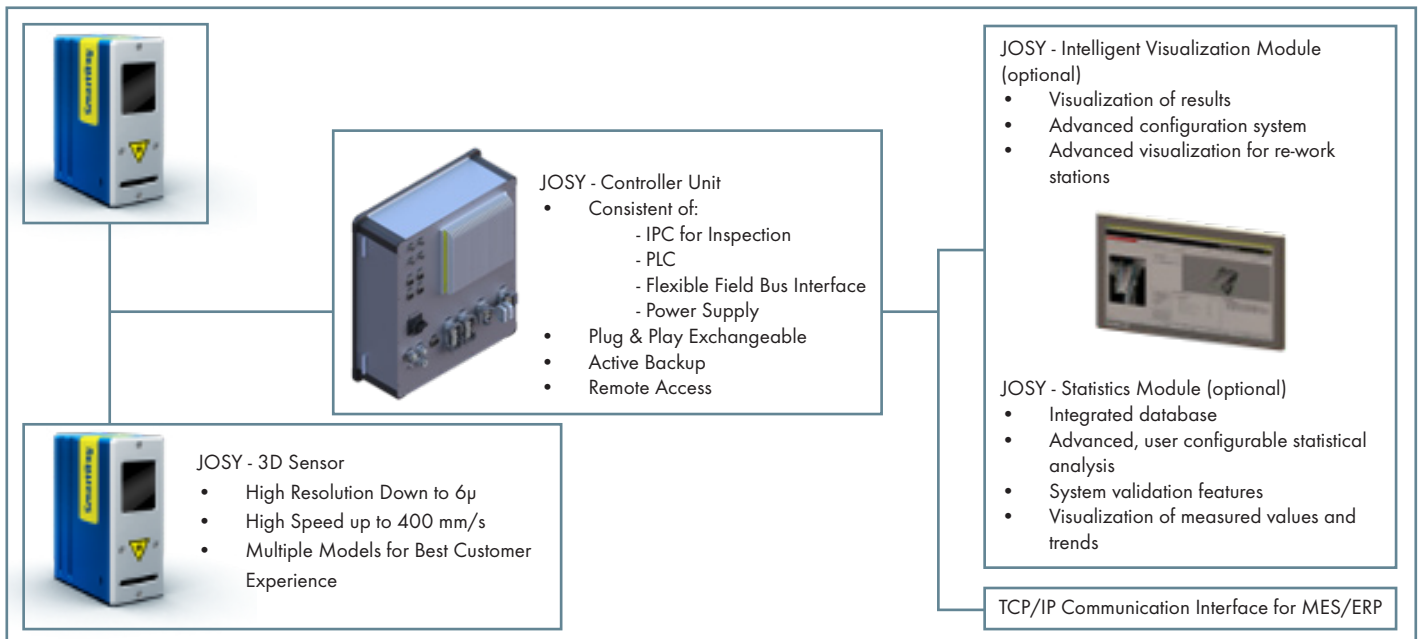 smartray
JOSY - Controller Unit
• Consistent of:
- IPC for Inspection
- PLC
- Flexible Field Bus Interface
- Power Supply
• Plug & Play Exchangeable
• Active Backup
• Remote Access
smartray
JOSY - 3D Sensor
• High Resolution Down to 6µ
• High Speed up to 400 mm/s
• Multiple Models for Best Customer
Experience
JOSY - Intelligent Visualization Module
(optional)
• Visualization of results
• Advanced configuration system
• Advanced visualization for re-work
stations
JOSY - Statistics Module (optional)
• Integrated database
• Advanced, user configurable statistical
analysis
• System validation features
• Visualization of measured values and
trends
TCP/IP Communication Interface for MES/ERP